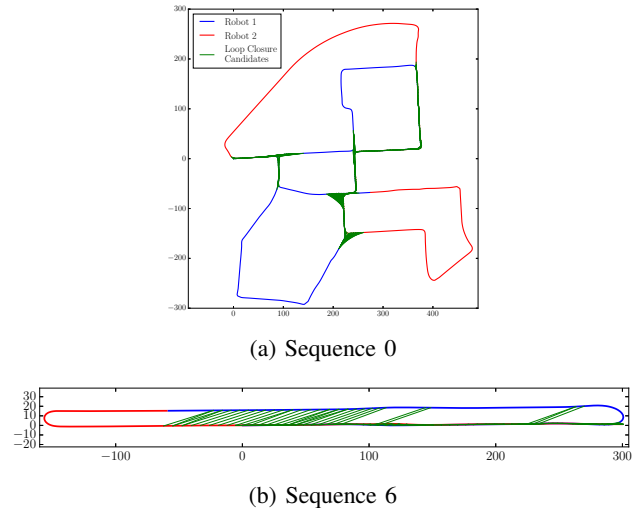 300
200
100
0
−100
−200
−300
0 100 200 300 400
Robot 1
Robot 2
Loop Closure
Candidates
(a) Sequence 0
30
20
10
0
−10
−20
−100 0 100 200 300
(b) Sequence 6